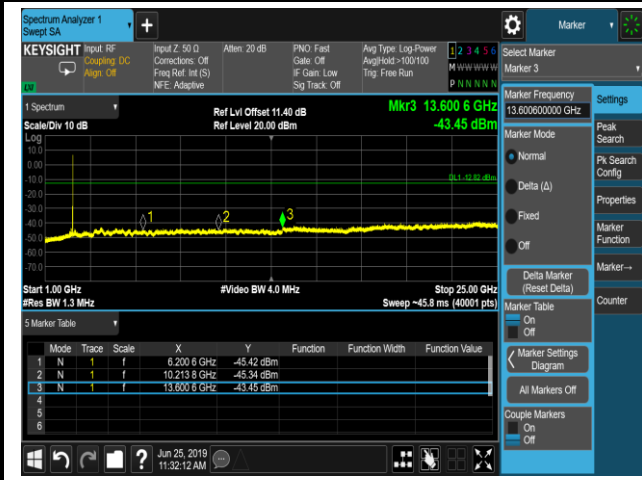 Spectrum Analyzer 1
Swept SA
Marker
KEYSIGHT
Input: RF
Coupling: DC
Align: Off
Input Z: 50 Ω
Corrections: Off
Freq Ref: Int (S)
NFE: Adaptive
Atten: 20 dB
PNO: Fast
Gate: Off
IF Gain: Low
Sig Track: Off
Avg Type: Log-Power
Avg|Hold:>100/100
Trig: Free Run
1 2 3 4 5 6
M W W W W W
P N N N N N
Select Marker
Marker 3
1 Spectrum
Scale/Div 10 dB
Ref Lvl Offset 11.40 dB
Ref Level 20.00 dBm
Mkr3 13.600 6 GHz
-43.45 dBm
Log
10.0
0.00
-10.0
-20.0
-30.0
-40.0
-50.0
-60.0
-70.0
DL1 -12.82 dBm
1
2
3
Start 1.00 GHz
#Res BW 1.3 MHz
#Video BW 4.0 MHz
Stop 25.00 GHz
Sweep ~45.8 ms (40001 pts)
5 Marker Table
Mode Trace Scale X Y Function Function Width Function Value
1 N 1 f 6.200 6 GHz -45.42 dBm
2 N 1 f 10.213 8 GHz -45.34 dBm
3 N 1 f 13.600 6 GHz -43.45 dBm
4
5
6
Marker Frequency
13.600600000 GHz
Marker Mode
Normal
Delta (Δ)
Fixed
Off
Delta Marker
(Reset Delta)
Marker Table
On
Off
Marker Settings
Diagram
All Markers Off
Couple Markers
On
Off
Settings
Peak
Search
Pk Search
Config
Properties
Marker
Function
Marker→
Counter
?
Jun 25, 2019
11:32:12 AM